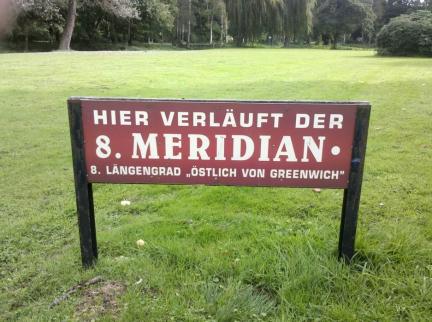 HIER VERLÄUFT DER
8. MERIDIAN•
8. LÄNGENGRAD „ÖSTLICH VON GREENWICH”